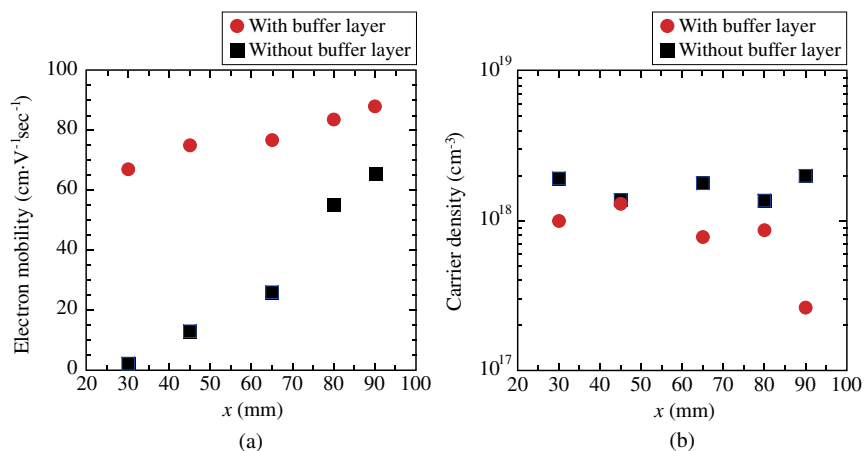 With buffer layer
Without buffer layer
Electron mobility (cm·V⁻¹sec⁻¹)
100
80
60
40
20
0
20 30 40 50 60 70 80 90 100
x (mm)
(a)
With buffer layer
Without buffer layer
Carrier density (cm⁻³)
10¹⁹
10¹⁸
10¹⁷
20 30 40 50 60 70 80 90 100
x (mm)
(b)